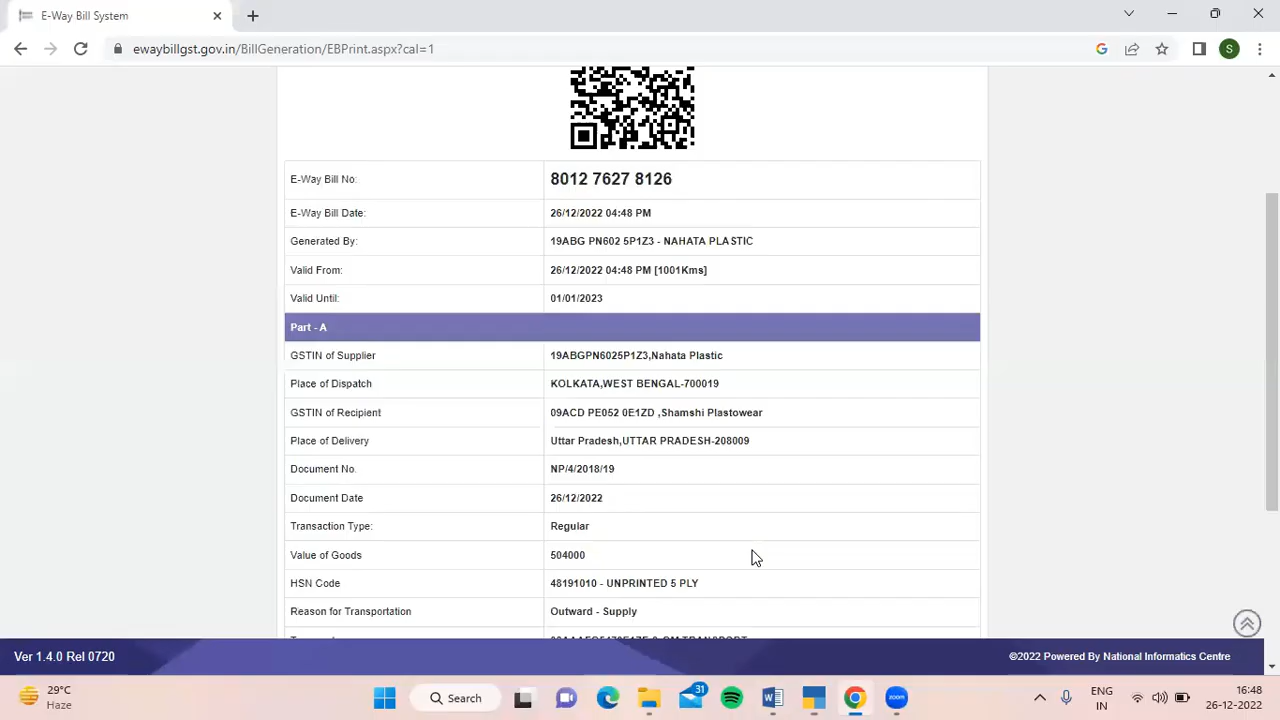 E-Way Bill System
ewaybillgst.gov.in/BillGeneration/EBPrint.aspx?cal=1
S
E-Way Bill No: 8012 7627 8126
E-Way Bill Date: 26/12/2022 04:48 PM
Generated By: 19ABG PN602 5P1Z3 - NAHATA PLASTIC
Valid From: 26/12/2022 04:48 PM [1001Kms]
Valid Until: 01/01/2023
Part - A
GSTIN of Supplier 19ABGPN6025P1Z3,Nahata Plastic
Place of Dispatch KOLKATA,WEST BENGAL-700019
GSTIN of Recipient 09ACD PE052 0E1ZD ,Shamshi Plastowear
Place of Delivery Uttar Pradesh,UTTAR PRADESH-208009
Document No. NP/4/2018/19
Document Date 26/12/2022
Transaction Type: Regular
Value of Goods 504000
HSN Code 48191010 - UNPRINTED 5 PLY
Reason for Transportation Outward - Supply
Ver 1.4.0 Rel 0720 ©2022 Powered By National Informatics Centre
29°C
Haze
Search
31
zoom
ENG
IN
16:48
26-12-2022